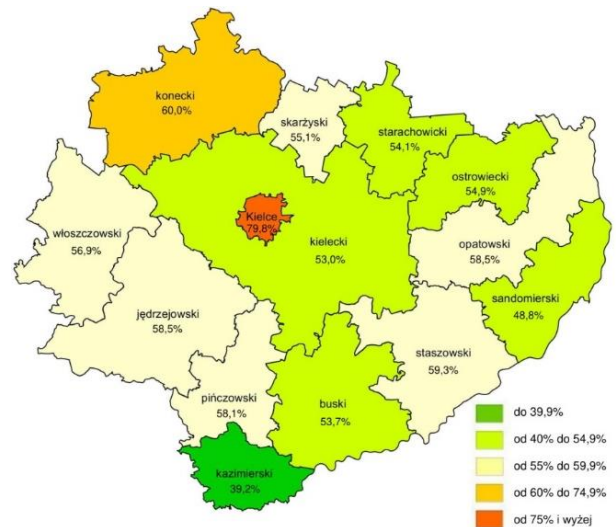 konecki
60,0%
skarżyski
55,1%
starachowicki
54,1%
ostrowiecki
54,9%
Kielce
79,8%
włoszczowski
56,9%
kielecki
53,0%
opatowski
58,5%
sandomierski
48,8%
jędrzejowski
58,5%
staszowski
59,3%
pińczowski
58,1%
buski
53,7%
kazimierski
39,2%
do 39,9%
od 40% do 54,9%
od 55% do 59,9%
od 60% do 74,9%
od 75% i wyżej